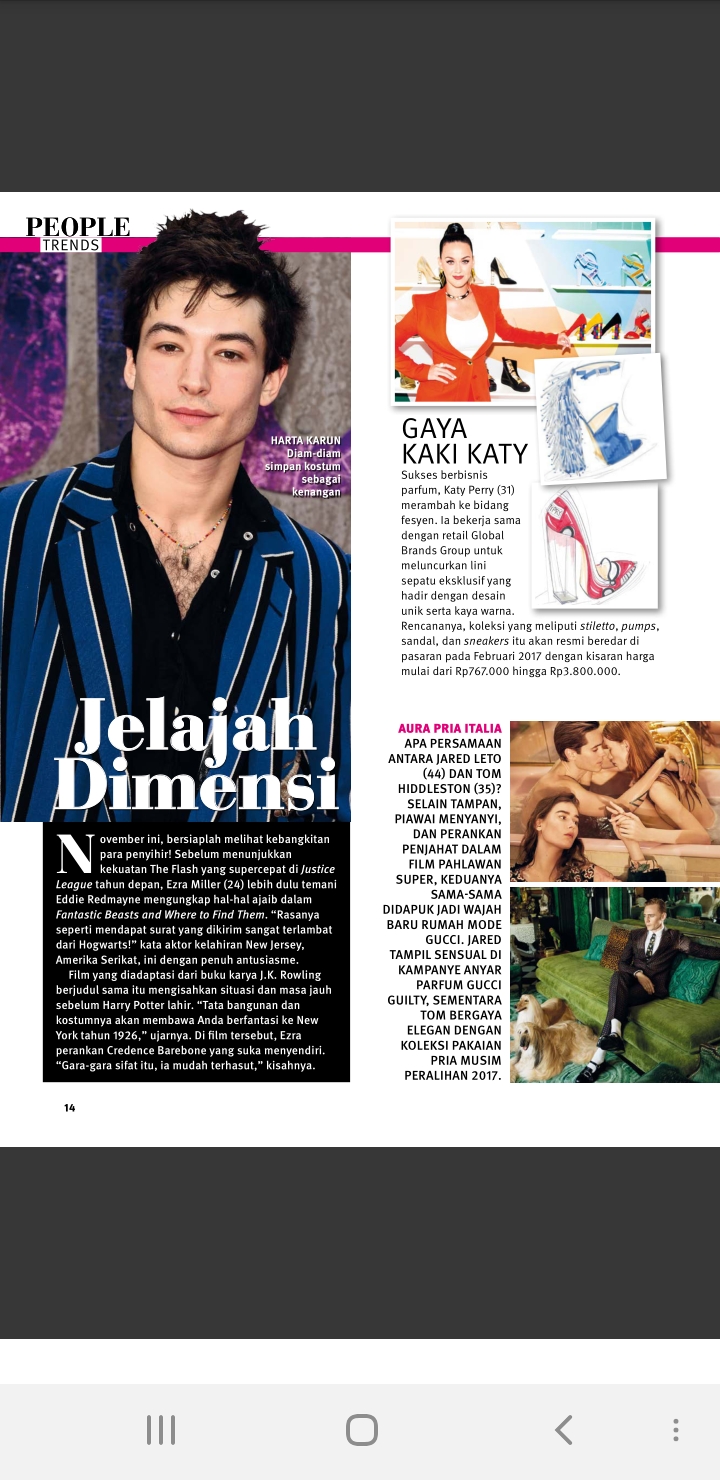 PEOPLE
TRENDS
HARTA KARUN
Diam-diam
simpan kostum
sebagai
kenangan
Jelajah
Dimensi
November ini, bersiaplah melihat kebangkitan
para penyihir! Sebelum menunjukkan
kekuatan The Flash yang supercepat di Justice
League tahun depan, Ezra Miller (24) lebih dulu temani
Eddie Redmayne mengungkap hal-hal ajaib dalam
Fantastic Beasts and Where to Find Them. “Rasanya
seperti mendapat surat yang dikirim sangat terlambat
dari Hogwarts!” kata aktor kelahiran New Jersey,
Amerika Serikat, ini dengan penuh antusiasme.
Film yang diadaptasi dari buku karya J.K. Rowling
berjudul sama itu mengisahkan situasi dan masa jauh
sebelum Harry Potter lahir. “Tata bangunan dan
kostumnya akan membawa Anda berfantasi ke New
York tahun 1926,” ujarnya. Di film tersebut, Ezra
perankan Credence Barebone yang suka menyendiri.
“Gara-gara sifat itu, ia mudah terhasut,” kisahnya.
14
GAYA
KAKI KATY
Sukses berbisnis
parfum, Katy Perry (31)
merambah ke bidang
fesyen. Ia bekerja sama
dengan retail Global
Brands Group untuk
meluncurkan lini
sepatu eksklusif yang
hadir dengan desain
unik serta kaya warna.
Rencananya, koleksi yang meliputi stiletto, pumps,
sandal, dan sneakers itu akan resmi beredar di
pasaran pada Februari 2017 dengan kisaran harga
mulai dari Rp767.000 hingga Rp3.800.000.
AURA PRIA ITALIA
APA PERSAMAAN
ANTARA JARED LETO
(44) DAN TOM
HIDDLESTON (35)?
SELAIN TAMPAN,
PIAWAI MENYANYI,
DAN PERANKAN
PENJAHAT DALAM
FILM PAHLAWAN
SUPER, KEDUANYA
SAMA-SAMA
DIDAPUK JADI WAJAH
BARU RUMAH MODE
GUCCI. JARED
TAMPIL SENSUAL DI
KAMPANYE ANYAR
PARFUM GUCCI
GUILTY, SEMENTARA
TOM BERGAYA
ELEGAN DENGAN
KOLEKSI PAKAIAN
PRIA MUSIM
PERALIHAN 2017.